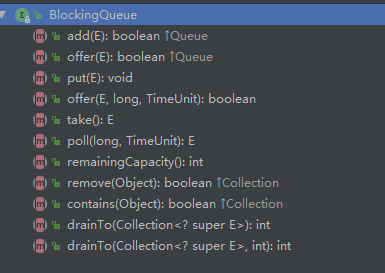 BlockingQueue
add(E): boolean ↑Queue
offer(E): boolean ↑Queue
put(E): void
offer(E, long, TimeUnit): boolean
take(): E
poll(long, TimeUnit): E
remainingCapacity(): int
remove(Object): boolean ↑Collection
contains(Object): boolean ↑Collection
drainTo(Collection<? super E>): int
drainTo(Collection<? super E>, int): int